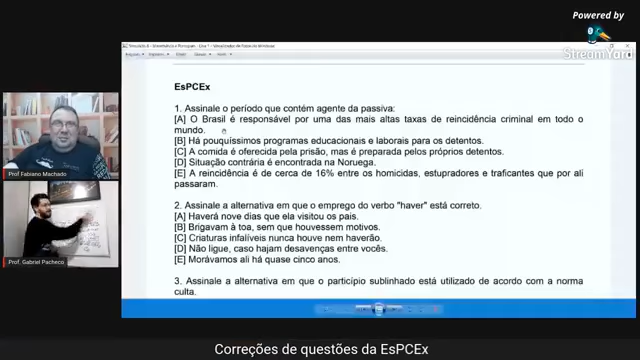 Powered by
StreamYard
EsPCEx
1. Assinale o período que contém agente da passiva:
[A] O Brasil é responsável por uma das mais altas taxas de reincidência criminal em todo o
mundo.
[B] Há pouquíssimos programas educacionais e laborais para os detentos.
[C] A comida é oferecida pela prisão, mas é preparada pelos próprios detentos.
[D] Situação contrária é encontrada na Noruega.
[E] A reincidência é de cerca de 16% entre os homicidas, estupradores e traficantes que por ali
passaram.
2. Assinale a alternativa em que o emprego do verbo "haver" está correto.
[A] Haverá nove dias que ela visitou os pais.
[B] Brigavam à toa, sem que houvessem motivos.
[C] Criaturas infalíveis nunca houve nem haverão.
[D] Não ligue, caso hajam desavenças entre vocês.
[E] Morávamos ali há quase cinco anos.
3. Assinale a alternativa em que o particípio sublinhado está utilizado de acordo com a norma
culta.
Prof Fabiano Machado
Prof. Gabriel Pacheco
Correções de questões da EsPCEx